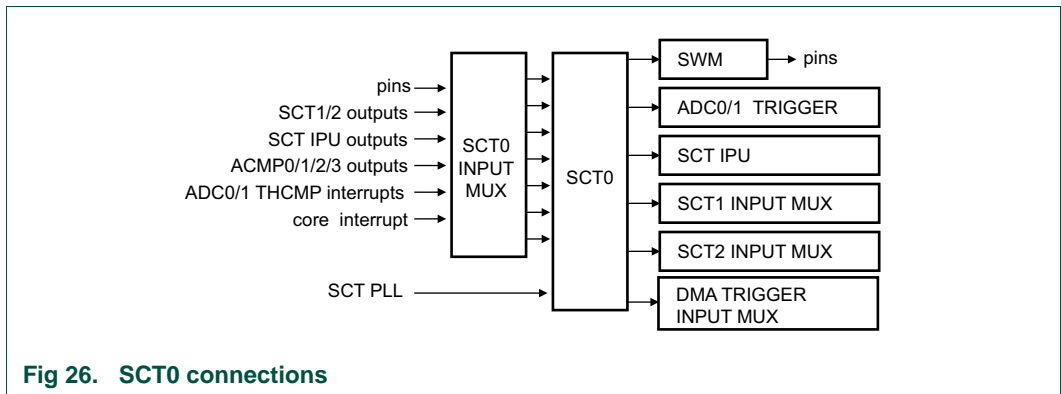 pins
SCT1/2 outputs
SCT IPU outputs
ACMP0/1/2/3 outputs
ADC0/1 THCMP interrupts
core interrupt
SCT PLL
SCT0
INPUT
MUX
SCT0
SWM
pins
ADC0/1 TRIGGER
SCT IPU
SCT1 INPUT MUX
SCT2 INPUT MUX
DMA TRIGGER
INPUT MUX
Fig 26. SCT0 connections